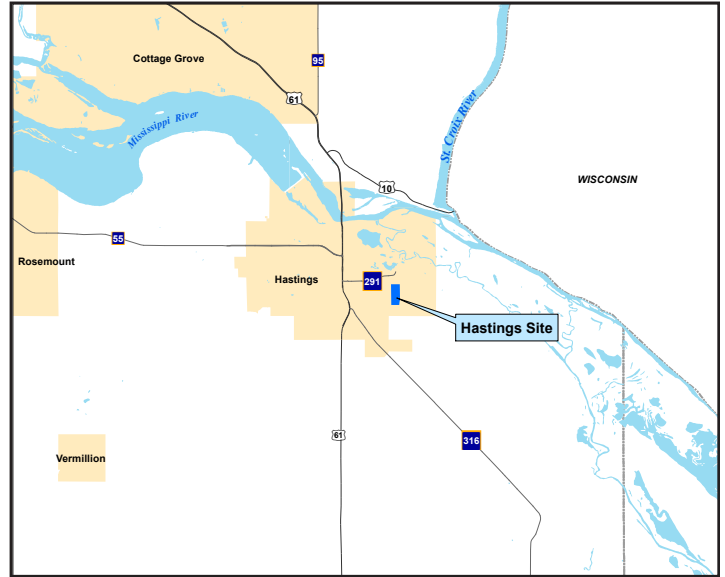 Cottage Grove
95
61
Mississippi River
St. Croix River
WISCONSIN
10
55
Rosemount
Hastings
291
Hastings Site
61
316
Vermillion